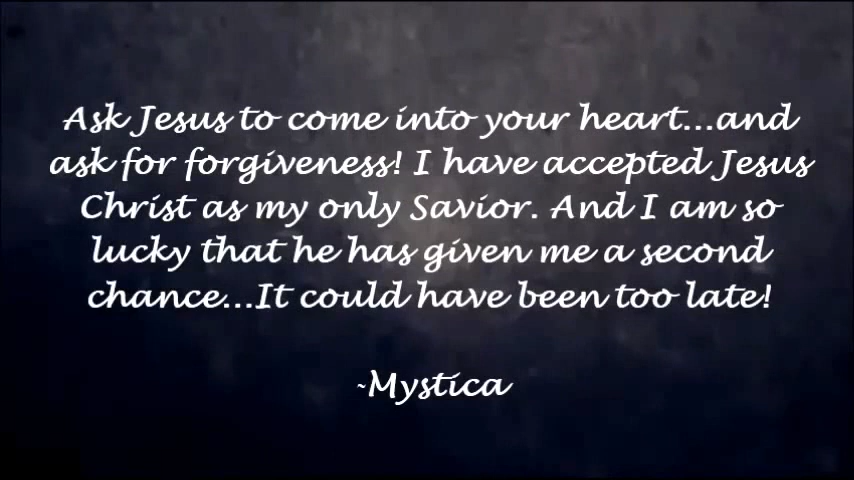 Ask Jesus to come into your heart...and
ask for forgiveness! I have accepted Jesus
Christ as my only Savior. And I am so
lucky that he has given me a second
chance...It could have been too late!
~Mystica